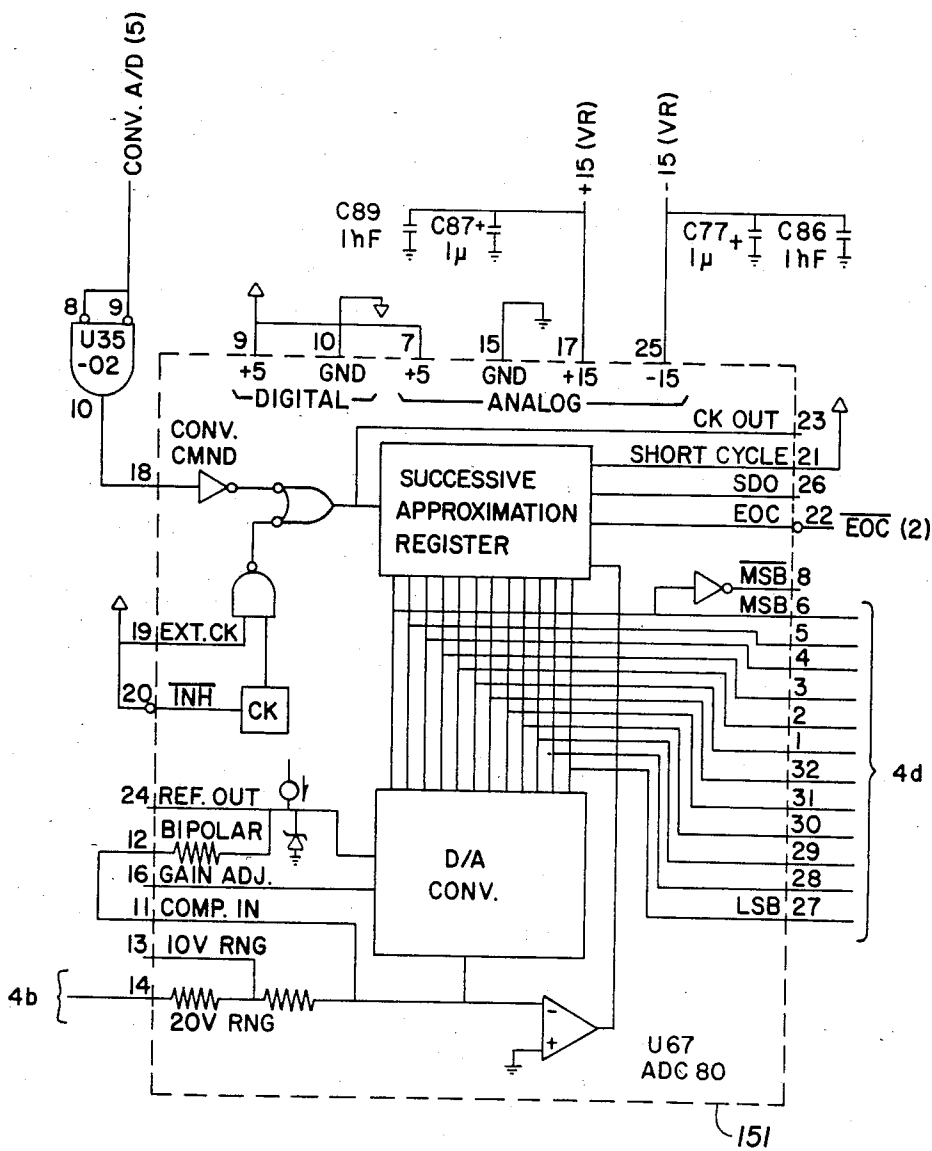 CONV. A/D (5)
+15 (VR)
-15 (VR)
C89
1hF
C87+
1µ
C77
1µ
+
C86
1hF
8
9
U35
-02
10
9
10
7
15
17
25
+5
GND
+5
GND
+15
-15
DIGITAL
ANALOG
CONV.
CMND
18
CK OUT
23
SHORT CYCLE
21
SDO
26
EOC
22
EOC (2)
SUCCESSIVE
APPROXIMATION
REGISTER
MSB
8
MSB
6
19
EXT. CK
20
INH
CK
5
4
3
2
1
32
31
30
29
28
LSB
27
4d
24
REF. OUT
12
BIPOLAR
16
GAIN ADJ.
11
COMP. IN
13
10V RNG
4b
14
20V RNG
D/A
CONV.
-
+
U67
ADC 80
151